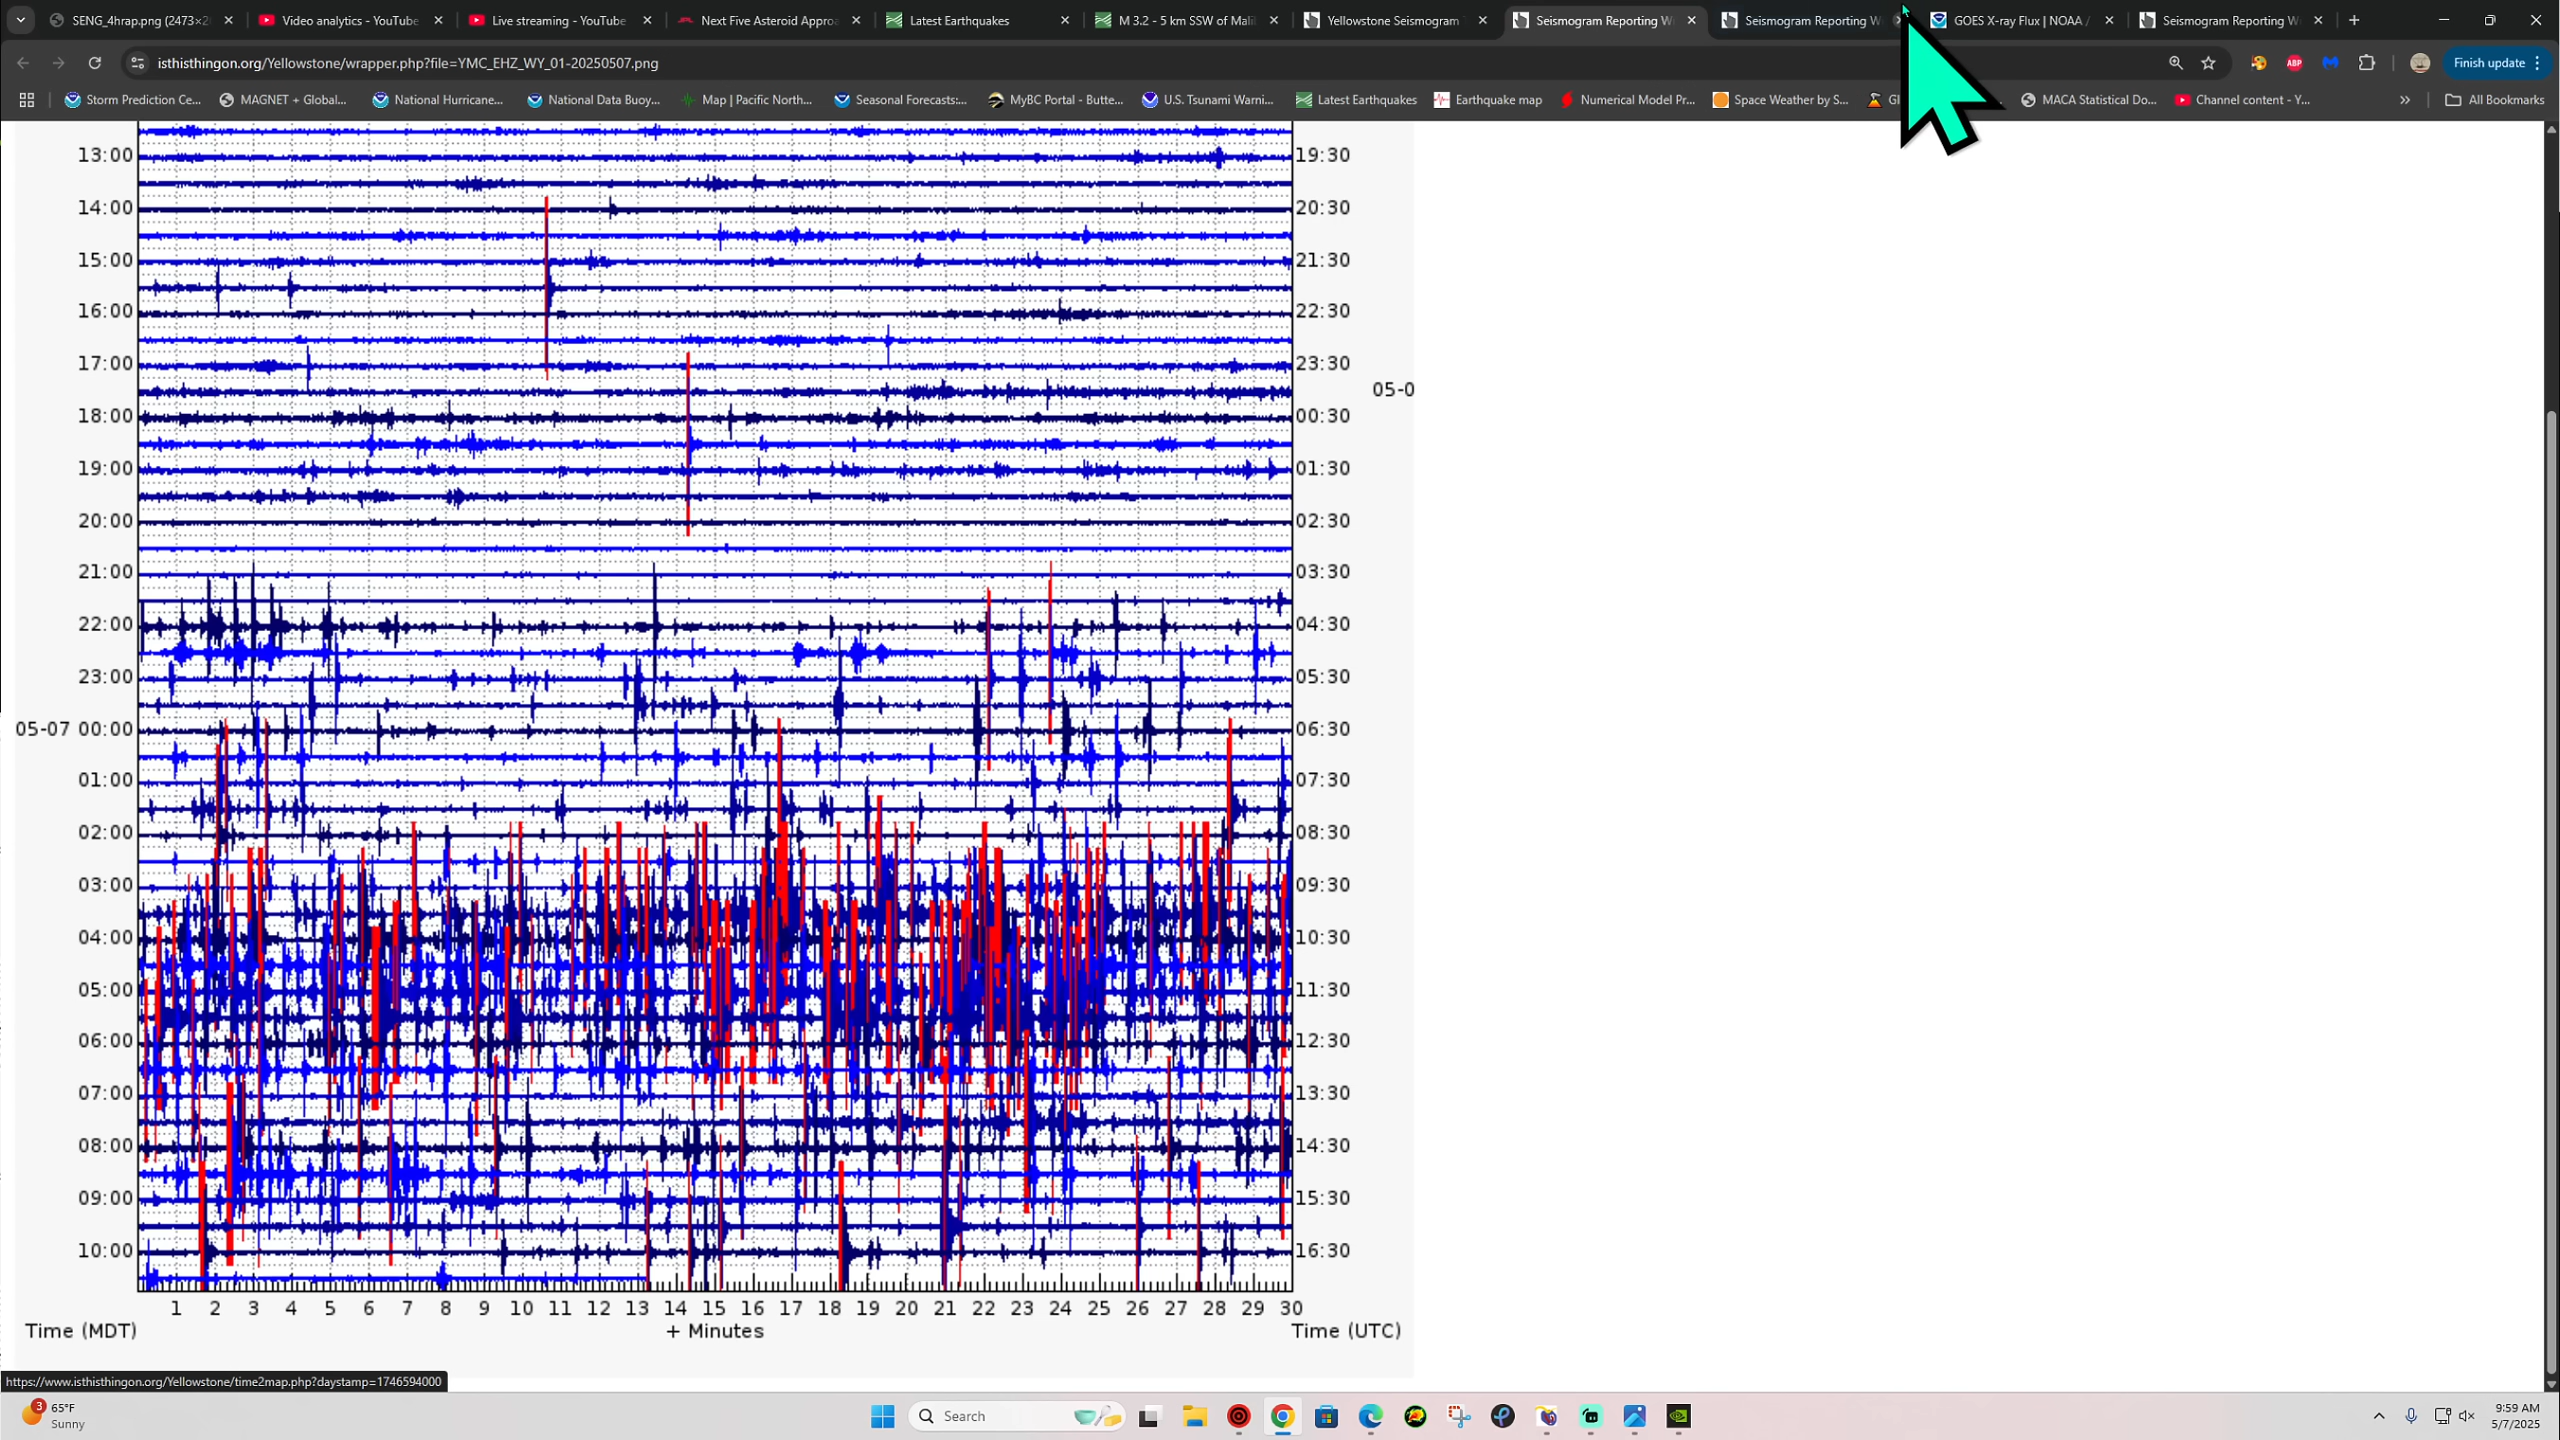 SENG_4hrap.png (2473×2
Video analytics - YouTube
Live streaming - YouTube
Next Five Asteroid Approa
Latest Earthquakes
M 3.2 - 5 km SSW of Mali
Yellowstone Seismogram
Seismogram Reporting W
Seismogram Reporting W
GOES X-ray Flux | NOAA /
Seismogram Reporting W
isthisthingon.org/Yellowstone/wrapper.php?file=YMC_EHZ_WY_01-20250507.png
ABP
Finish update
Storm Prediction Ce...
MAGNET + Global...
National Hurricane...
National Data Buoy...
Map | Pacific North...
Seasonal Forecasts:...
MyBC Portal - Butte...
U.S. Tsunami Warni...
Latest Earthquakes
Earthquake map
Numerical Model Pr...
Space Weather by S...
Gl
MACA Statistical Do...
Channel content - Y...
»
All Bookmarks
13:00 19:30
14:00 20:30
15:00 21:30
16:00 22:30
17:00 23:30
05-0
18:00 00:30
19:00 01:30
20:00 02:30
21:00 03:30
22:00 04:30
23:00 05:30
05-07 00:00 06:30
01:00 07:30
02:00 08:30
03:00 09:30
04:00 10:30
05:00 11:30
06:00 12:30
07:00 13:30
08:00 14:30
09:00 15:30
10:00 16:30
1 2 3 4 5 6 7 8 9 10 11 12 13 14 15 16 17 18 19 20 21 22 23 24 25 26 27 28 29 30
Time (MDT) + Minutes Time (UTC)
https://www.isthisthingon.org/Yellowstone/time2map.php?daystamp=1746594000
3
65°F
Sunny
Search
9:59 AM
5/7/2025